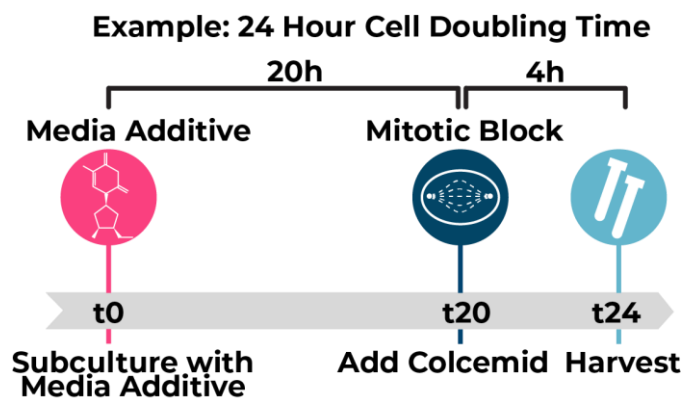 Example: 24 Hour Cell Doubling Time
20h
4h
Media Additive
Mitotic Block
t0
t20
t24
Subculture with
Media Additive
Add Colcemid
Harvest